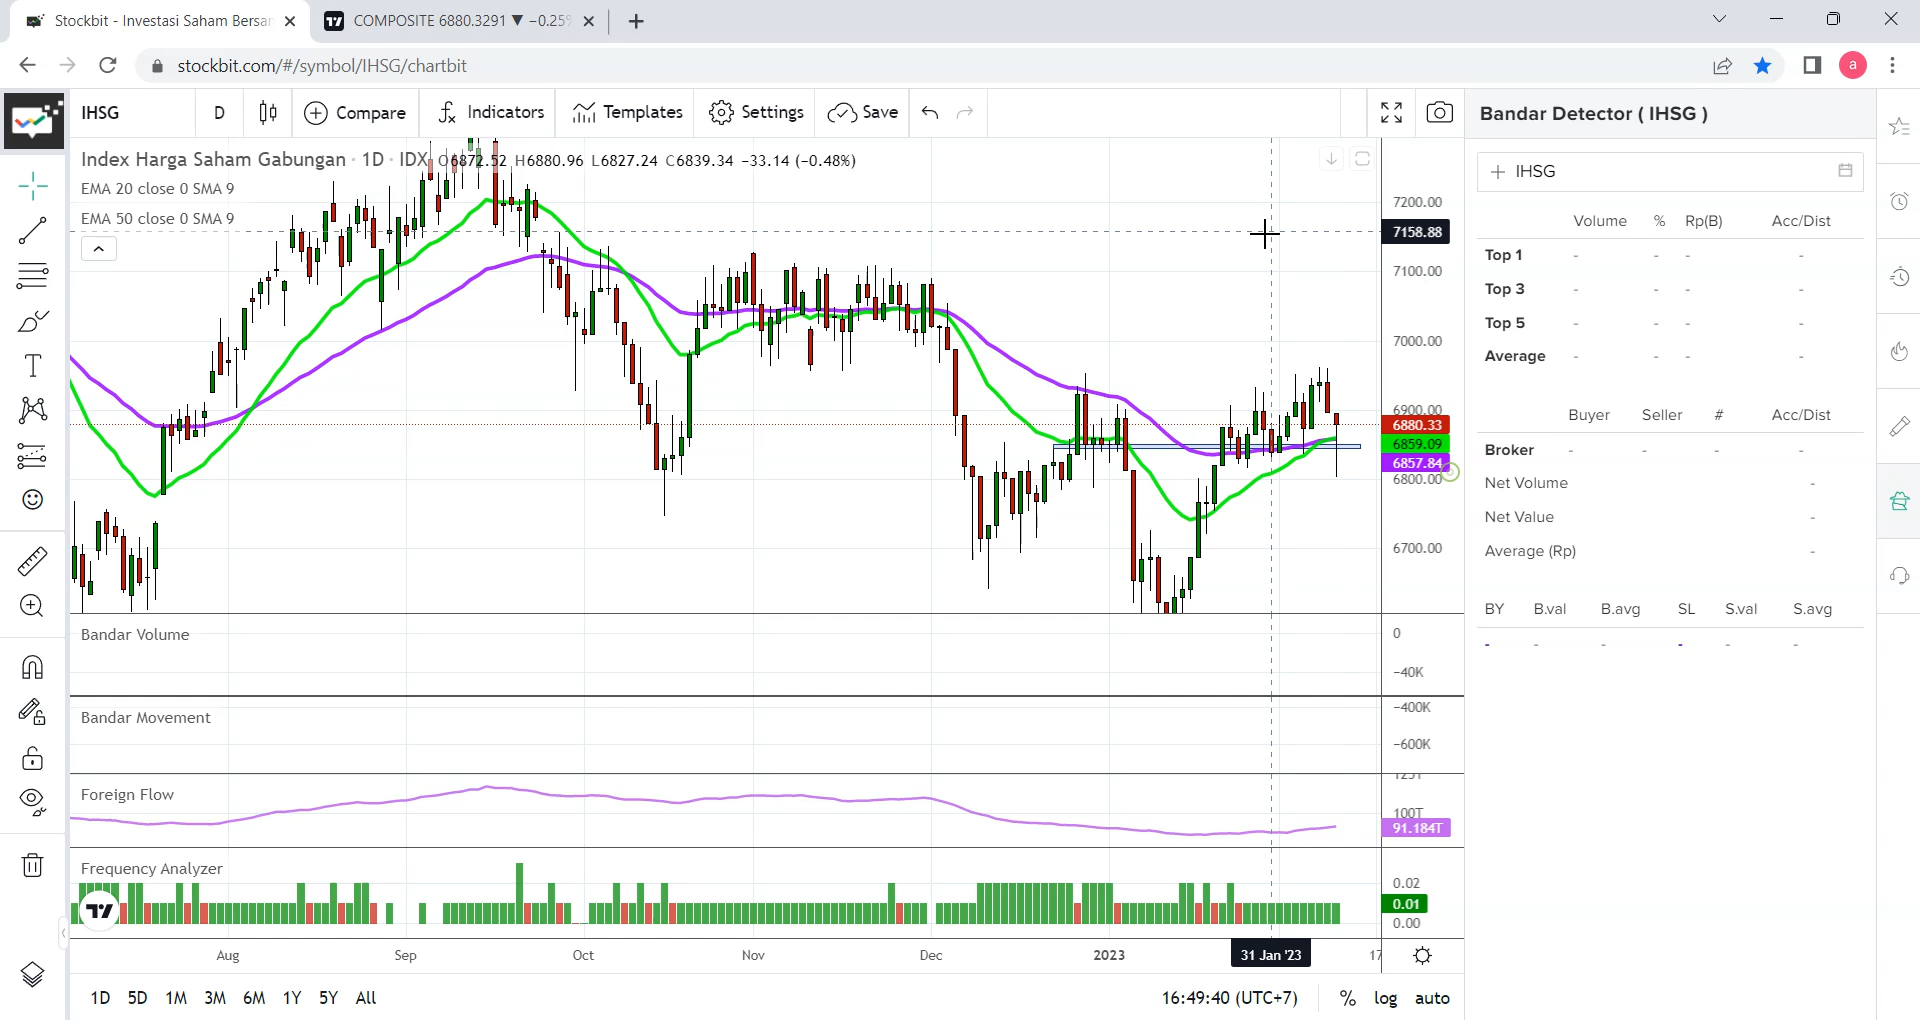 Stockbit - Investasi Saham Bersar
COMPOSITE 6880.3291 ▼ −0.25%
stockbit.com/#/symbol/IHSG/chartbit
a
IHSG D Compare Indicators Templates Settings Save
Index Harga Saham Gabungan · 1D · IDX O6872.52 H6880.96 L6827.24 C6839.34 −33.14 (−0.48%)
EMA 20 close 0 SMA 9
EMA 50 close 0 SMA 9
7200.00
7158.88
7100.00
7000.00
6900.00
6880.33
6859.09
6857.84
6800.00
6700.00
Bandar Volume
0
−40K
Bandar Movement
−400K
−600K
Foreign Flow
100T
91.184T
Frequency Analyzer
0.02
0.01
0.00
Aug Sep Oct Nov Dec 2023 31 Jan '23 17
1D 5D 1M 3M 6M 1Y 5Y All
16:49:40 (UTC+7) % log auto
Bandar Detector ( IHSG )
IHSG
Volume % Rp(B) Acc/Dist
Top 1 - - - -
Top 3 - - - -
Top 5 - - - -
Average - - - -
Buyer Seller # Acc/Dist
Broker - - - -
Net Volume -
Net Value -
Average (Rp) -
BY B.val B.avg SL S.val S.avg
- - - - - -